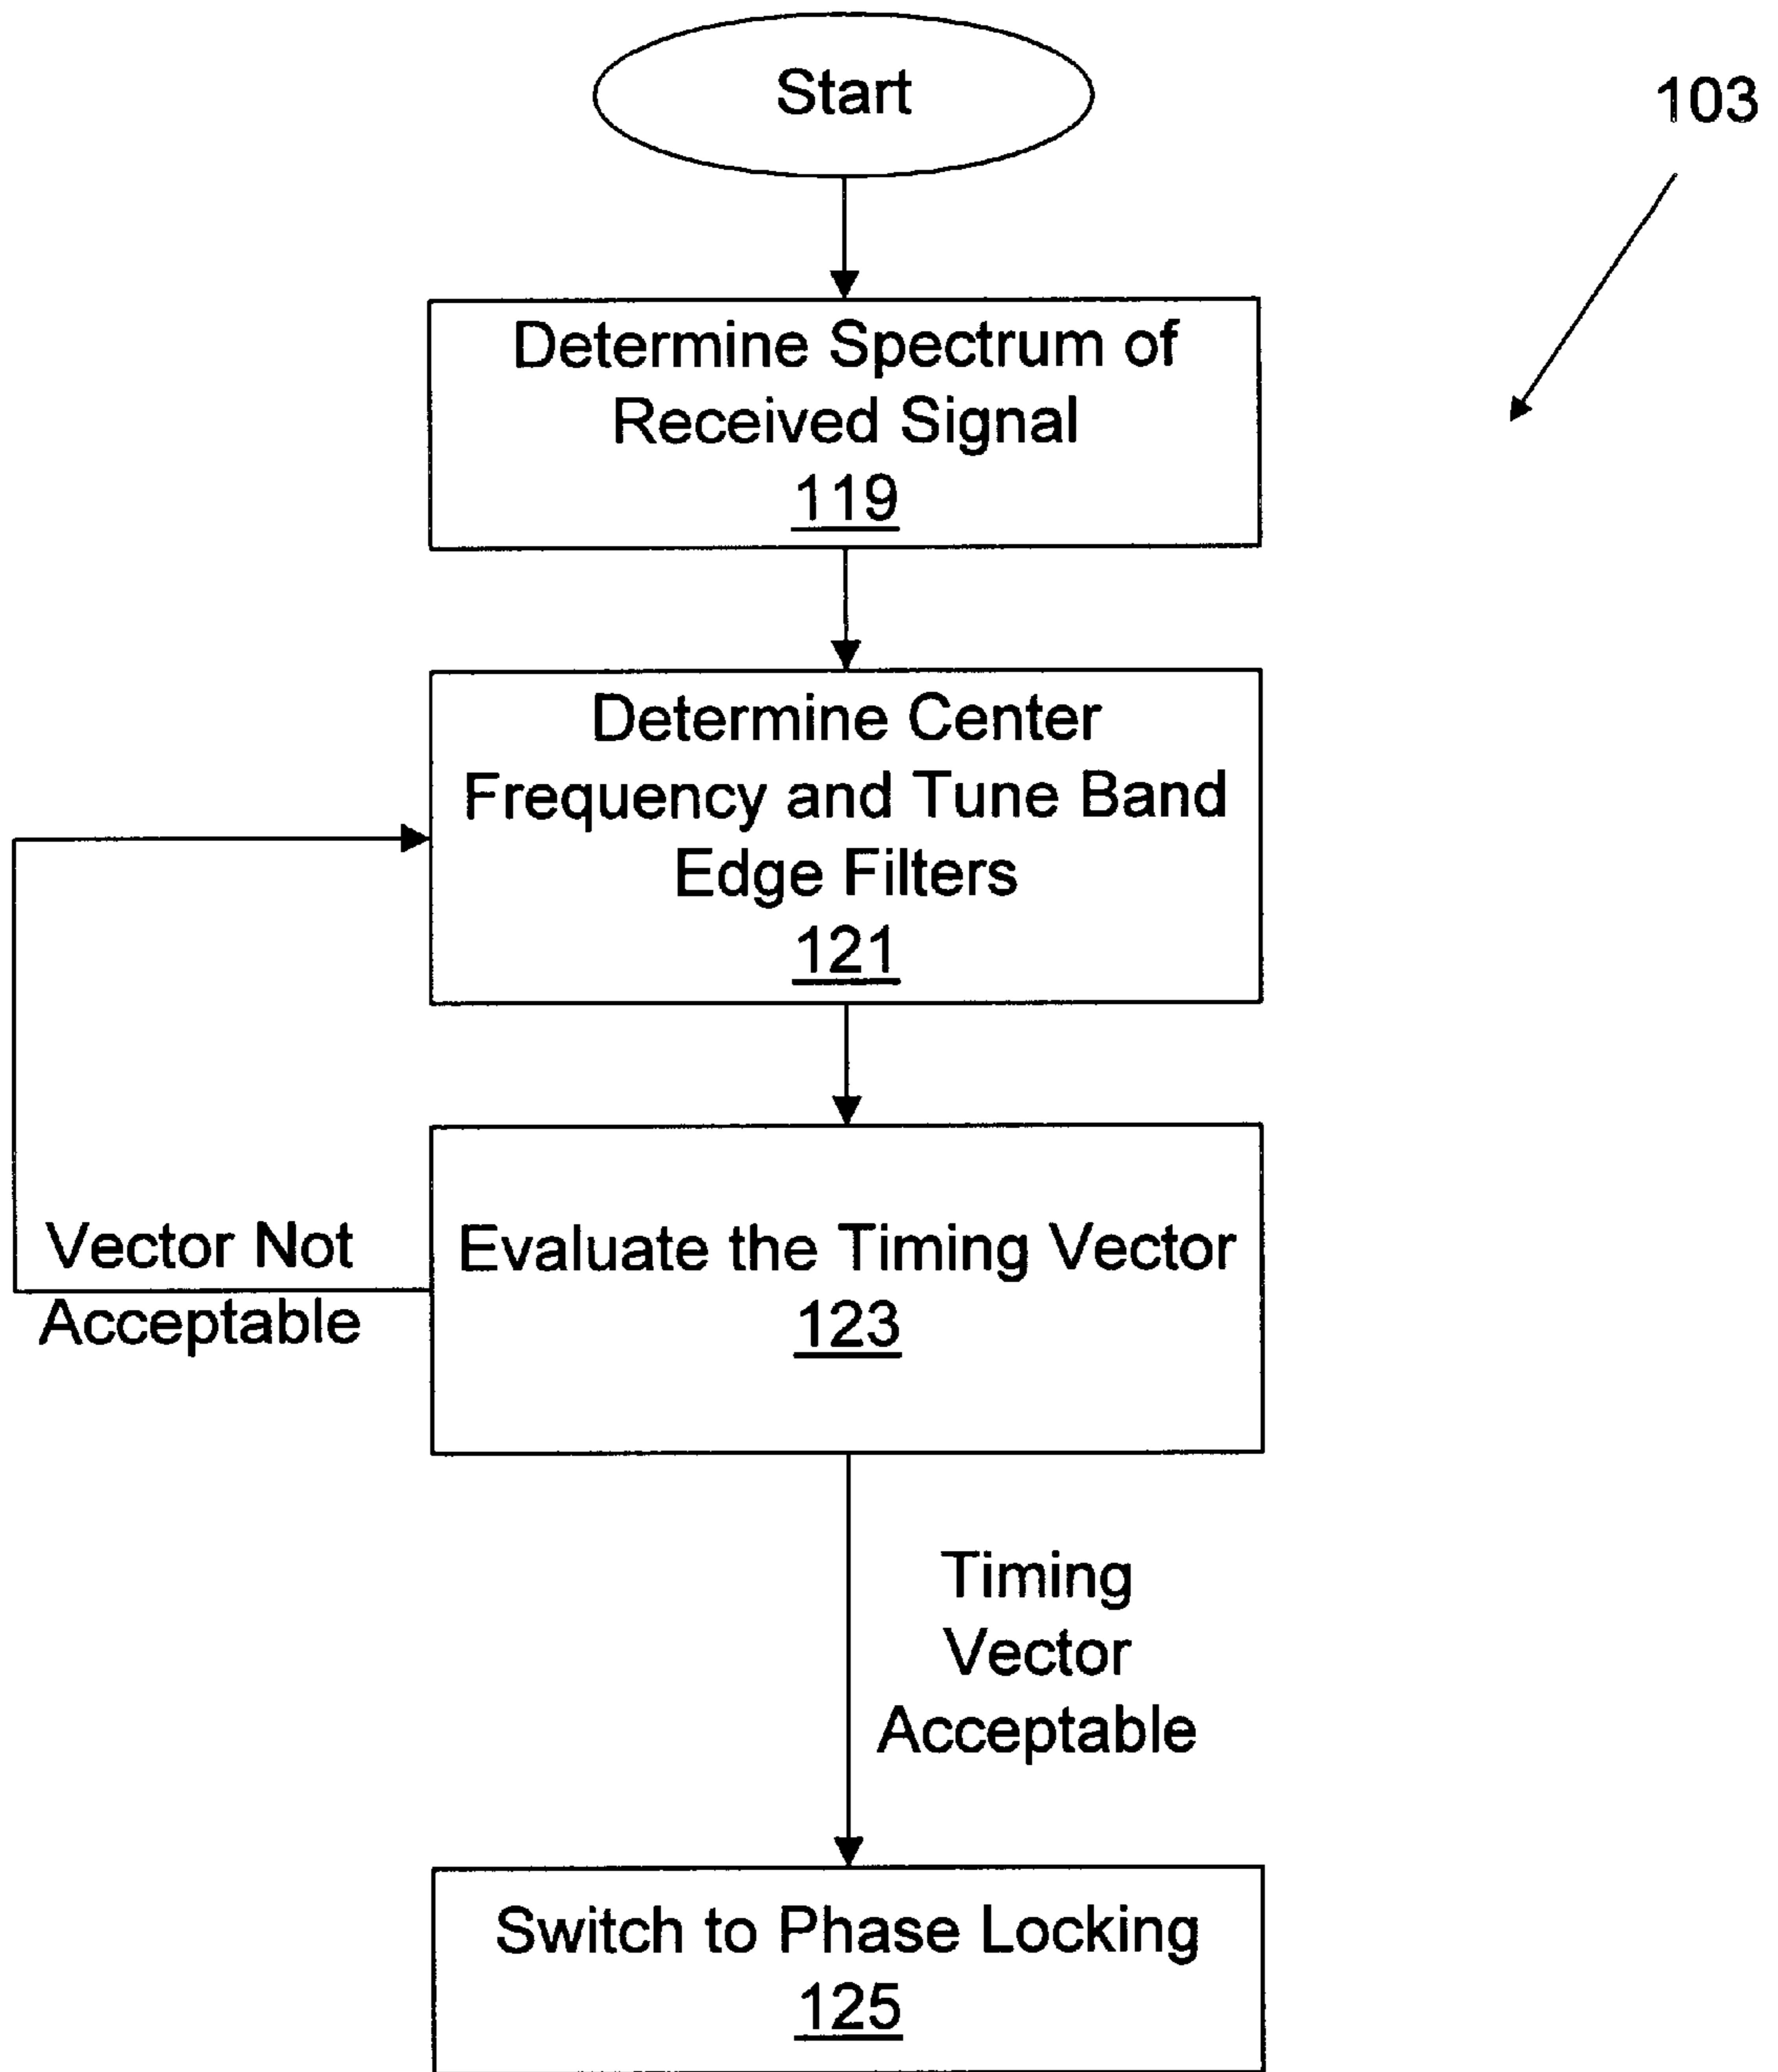 Start
103
Determine Spectrum of
Received Signal
119
Determine Center
Frequency and Tune Band
Edge Filters
121
Vector Not
Acceptable
Evaluate the Timing Vector
123
Timing
Vector
Acceptable
Switch to Phase Locking
125